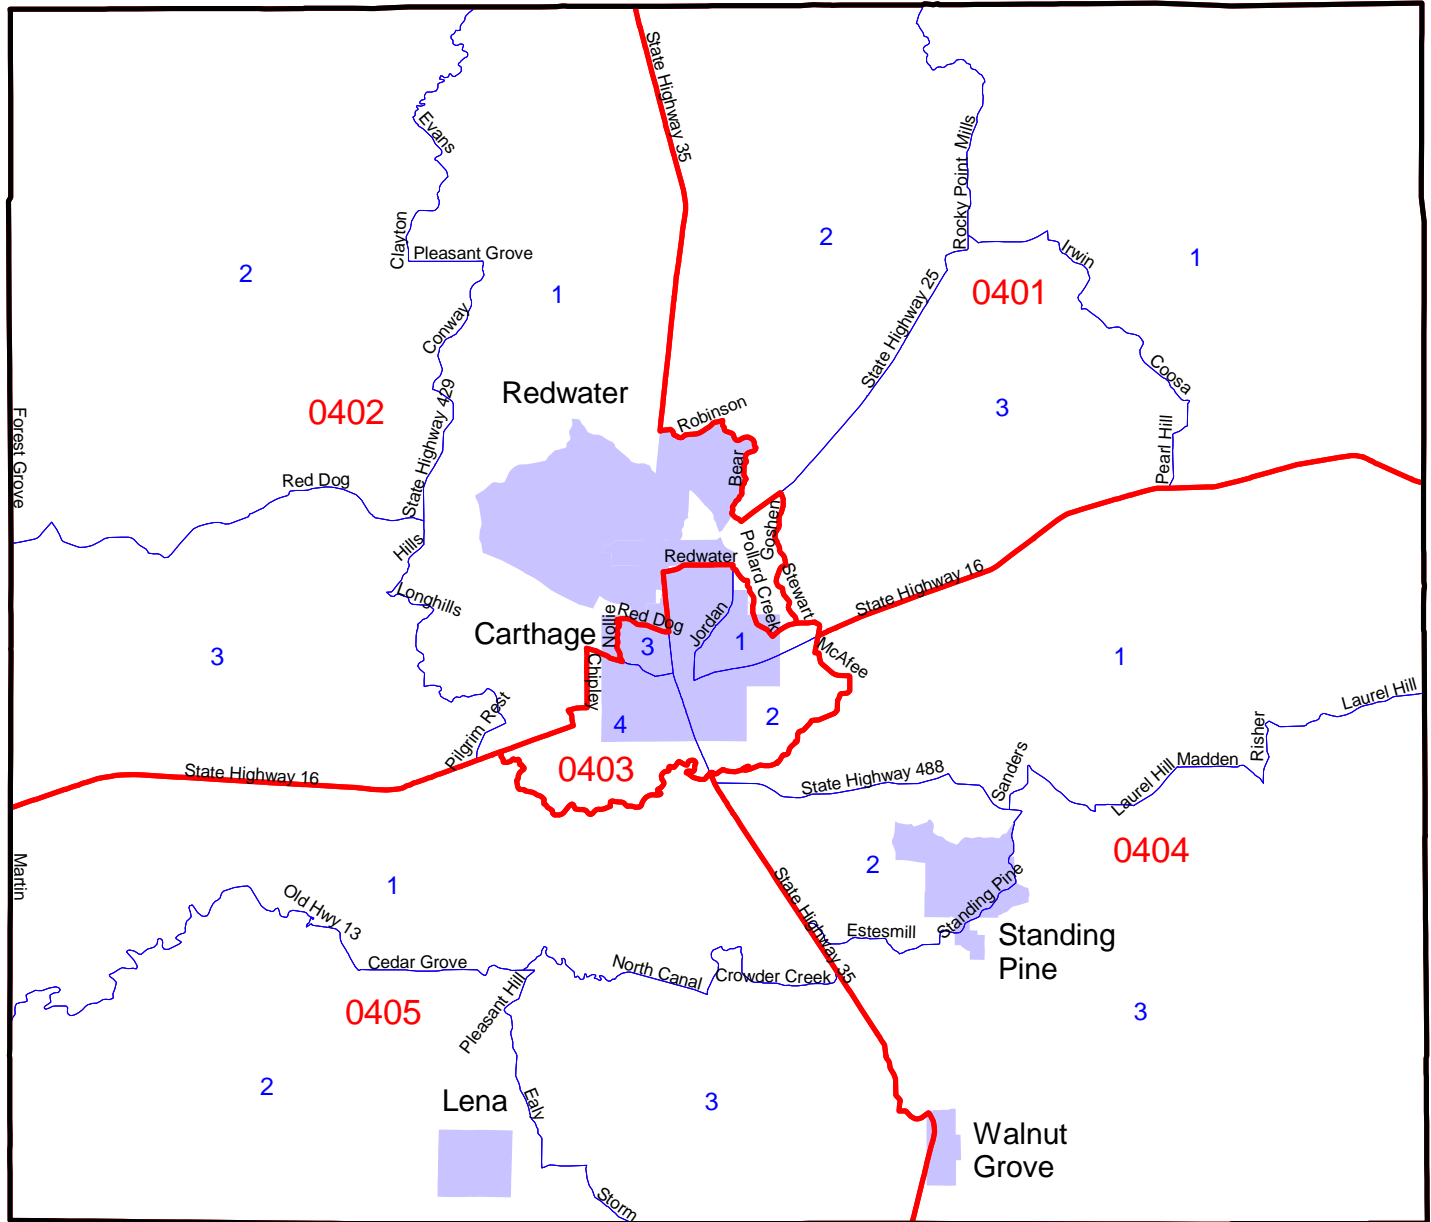 State Highway 35
Evans
Rocky Point Mills
Clayton
Pleasant Grove
2
Irwin
1
2
0401
1
State Highway 25
Conway
Coosa
Redwater
0402
State Highway 429
3
Robinson
Forest Grove
Pearl Hill
Bear
Red Dog
Goshen
Hills
Redwater
Pollard Creek
Stewart
State Highway 16
Longhills
Nollie
Red Dog
Jordan
Carthage
3
1
McAfee
3
1
Chipley
Pilgrim Rest
4
2
Laurel Hill
Risher
State Highway 16
0403
State Highway 488
Sanders
Madden
Laurel Hill
0404
Martin
1
2
State Highway 35
Old Hwy 13
Standing Pine
Estesmill
Standing
Pine
Cedar Grove
North Canal
Crowder Creek
0405
Pleasant Hill
3
2
Lena
Ealy
3
Walnut
Grove
Storm